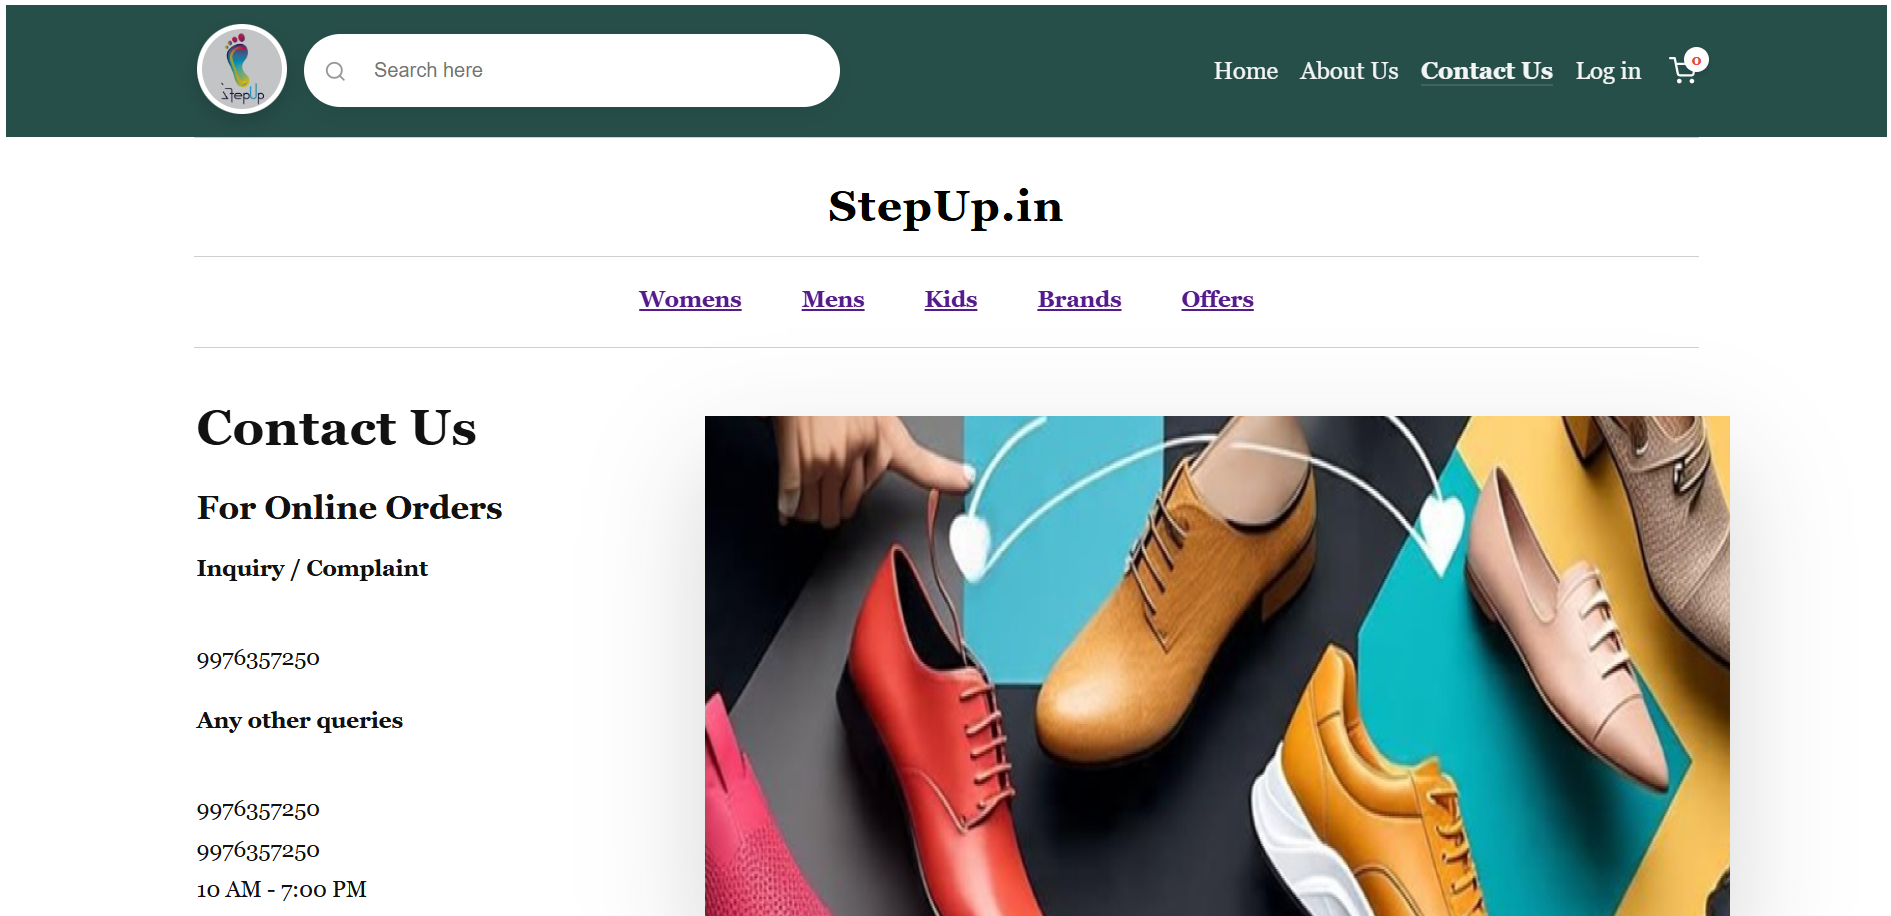 StepUp
Search here
Home About Us Contact Us Log in 0
StepUp.in
Womens Mens Kids Brands Offers
Contact Us
For Online Orders
Inquiry / Complaint
9976357250
Any other queries
9976357250
9976357250
10 AM - 7:00 PM